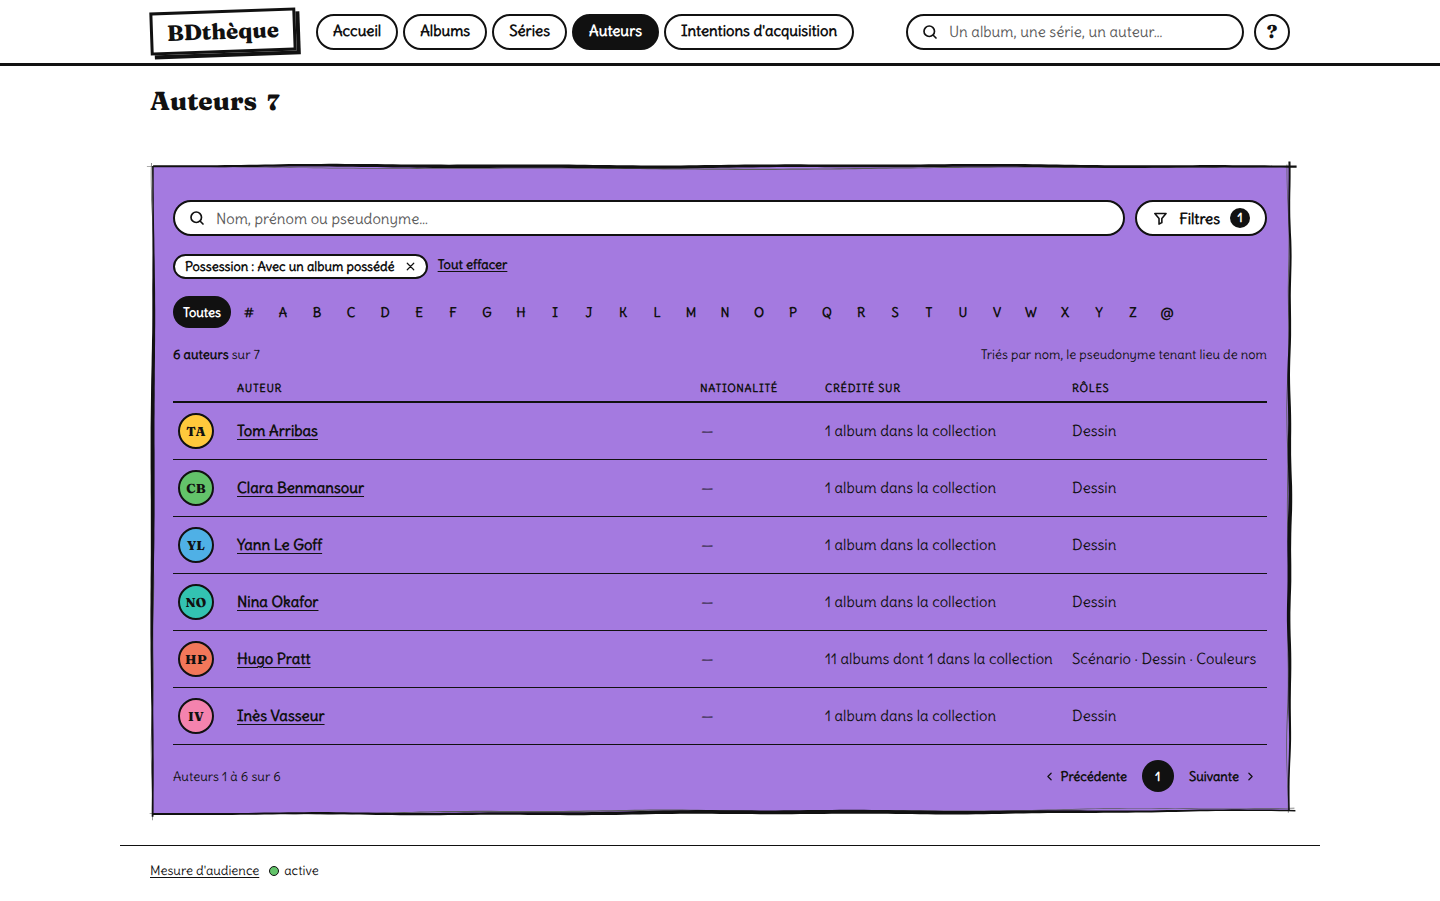 BDthèque Accueil Albums Séries Auteurs Intentions d'acquisition Un album, une série, un auteur... ?
Auteurs 7
Nom, prénom ou pseudonyme... Filtres 1
Possession : Avec un album possédé × Tout effacer
Toutes # A B C D E F G H I J K L M N O P Q R S T U V W X Y Z @
6 auteurs sur 7 Triés par nom, le pseudonyme tenant lieu de nom
AUTEUR NATIONALITÉ CRÉDITÉ SUR RÔLES
TA Tom Arribas — 1 album dans la collection Dessin
CB Clara Benmansour — 1 album dans la collection Dessin
YL Yann Le Goff — 1 album dans la collection Dessin
NO Nina Okafor — 1 album dans la collection Dessin
HP Hugo Pratt — 11 albums dont 1 dans la collection Scénario · Dessin · Couleurs
IV Inès Vasseur — 1 album dans la collection Dessin
Auteurs 1 à 6 sur 6 ‹ Précédente 1 Suivante ›
Mesure d'audience active